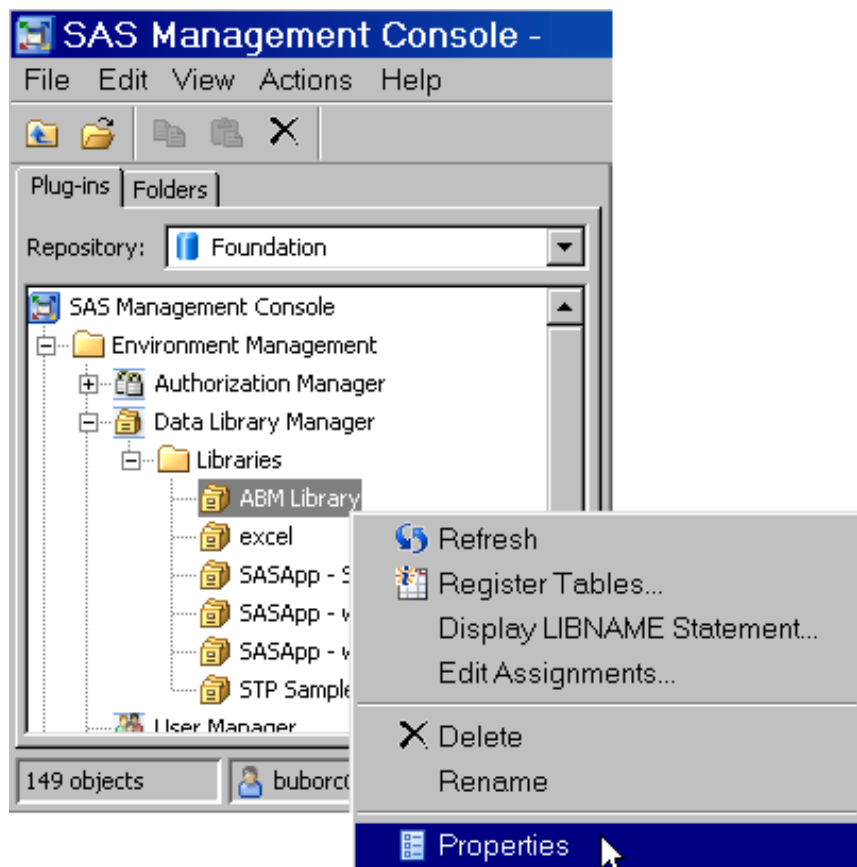 SAS Management Console -
File Edit View Actions Help
Plug-ins Folders
Repository: Foundation
SAS Management Console
Environment Management
Authorization Manager
Data Library Manager
Libraries
ABM Library
excel
SASApp -
SASApp -
SASApp -
STP Sample
User Manager
149 objects
Refresh
Register Tables...
Display LIBNAME Statement...
Edit Assignments...
Delete
Rename
Properties